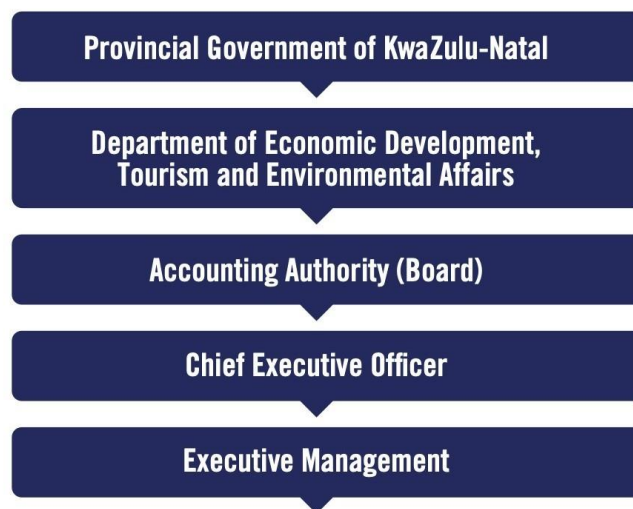 Provincial Government of KwaZulu-Natal
Department of Economic Development,
Tourism and Environmental Affairs
Accounting Authority (Board)
Chief Executive Officer
Executive Management